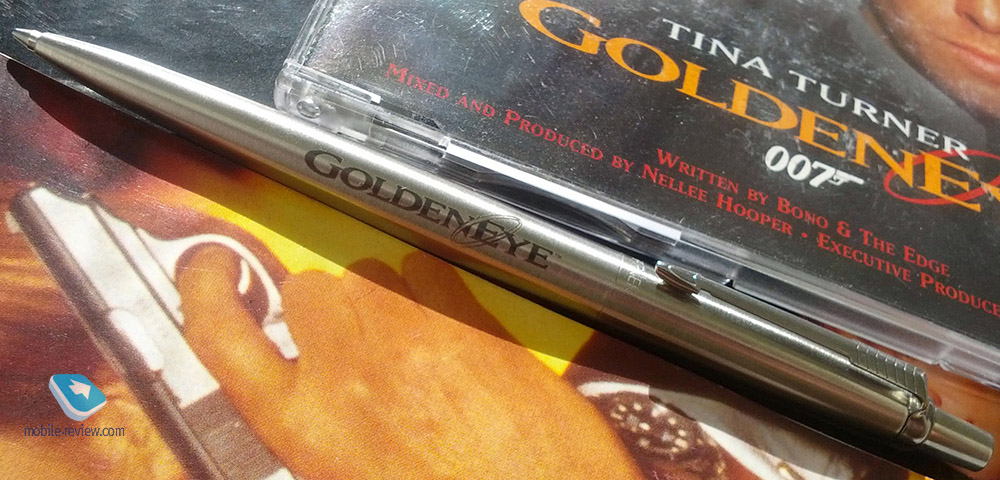 TINA TURNER
GOLDENE
007
MIXED AND PRODUCED BY NELLEE HOOPER • EXECUTIVE PRODUCE
WRITTEN BY BONO & THE EDGE
GOLDENEYE™
mobile-review.com